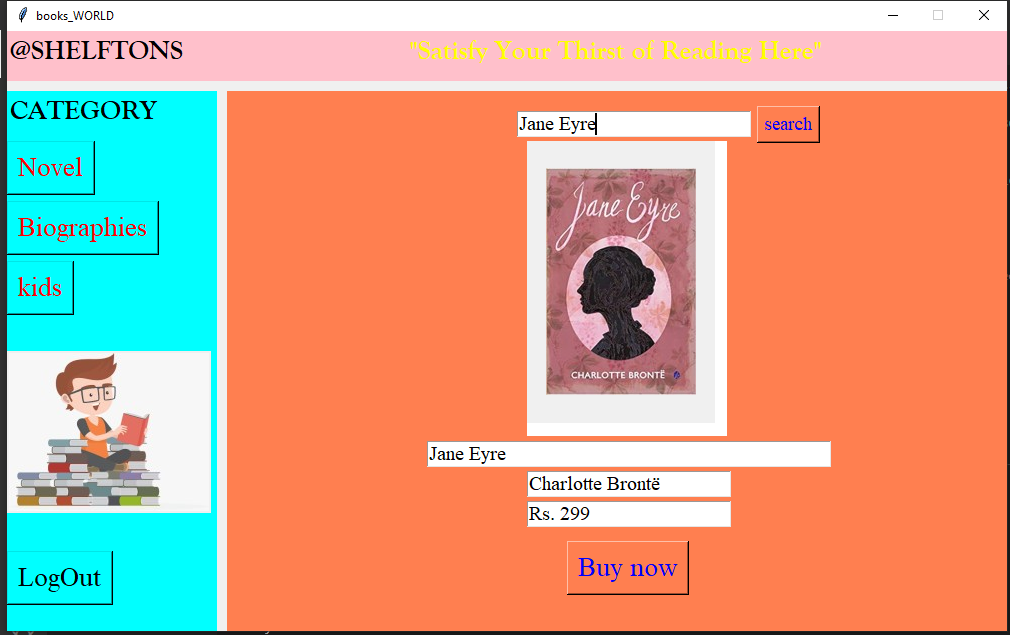 books_WORLD
@SHELFTONS
"Satisfy Your Thirst of Reading Here"
CATEGORY
Novel
Biographies
kids
LogOut
Jane Eyre
search
Jane Eyre
CHARLOTTE BRONTË
Jane Eyre
Charlotte Brontë
Rs. 299
Buy now